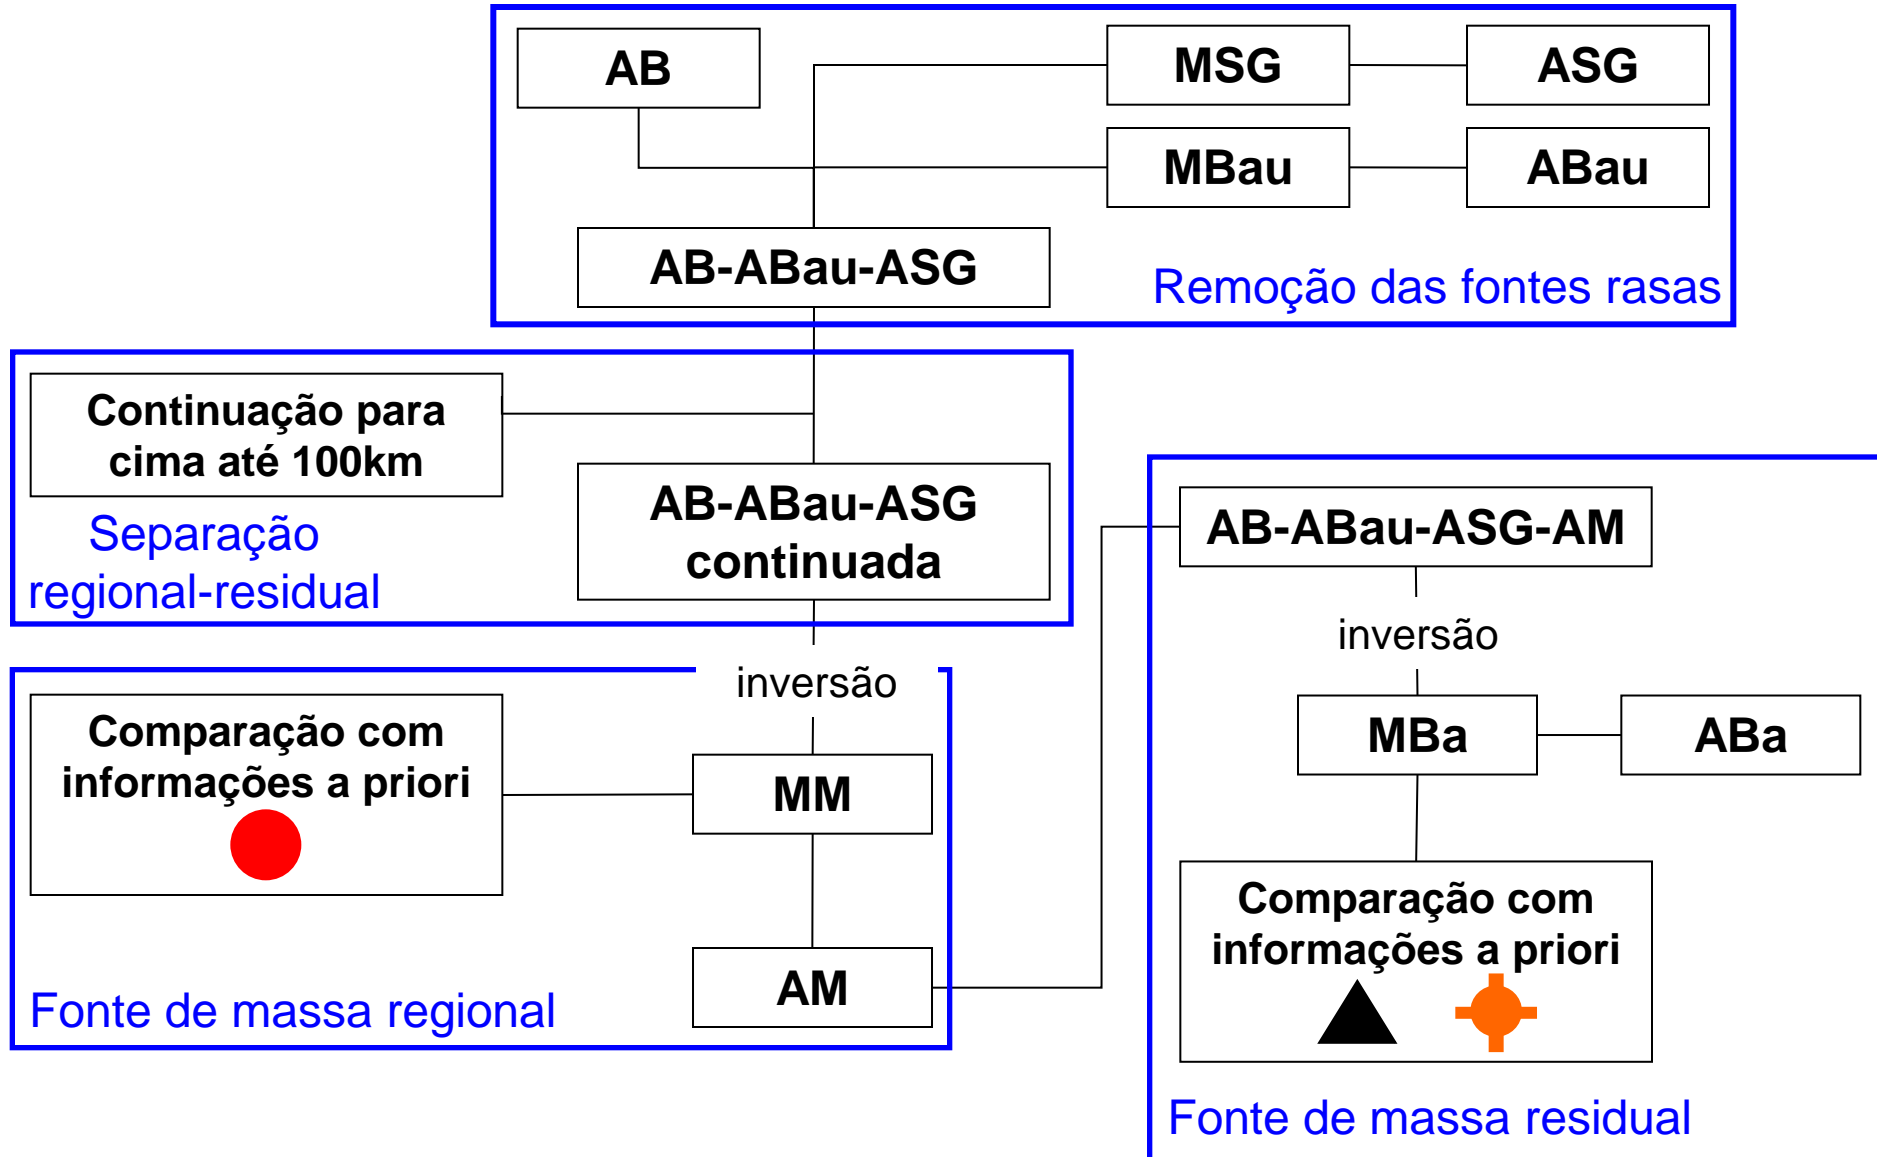 AB
MSG
ASG
MBau
ABau
AB-ABau-ASG
Remoção das fontes rasas
Continuação para
cima até 100km
AB-ABau-ASG
continuada
Separação
regional-residual
inversão
Comparação com
informações a priori
MM
AM
Fonte de massa regional
AB-ABau-ASG-AM
inversão
MBa
ABa
Comparação com
informações a priori
Fonte de massa residual